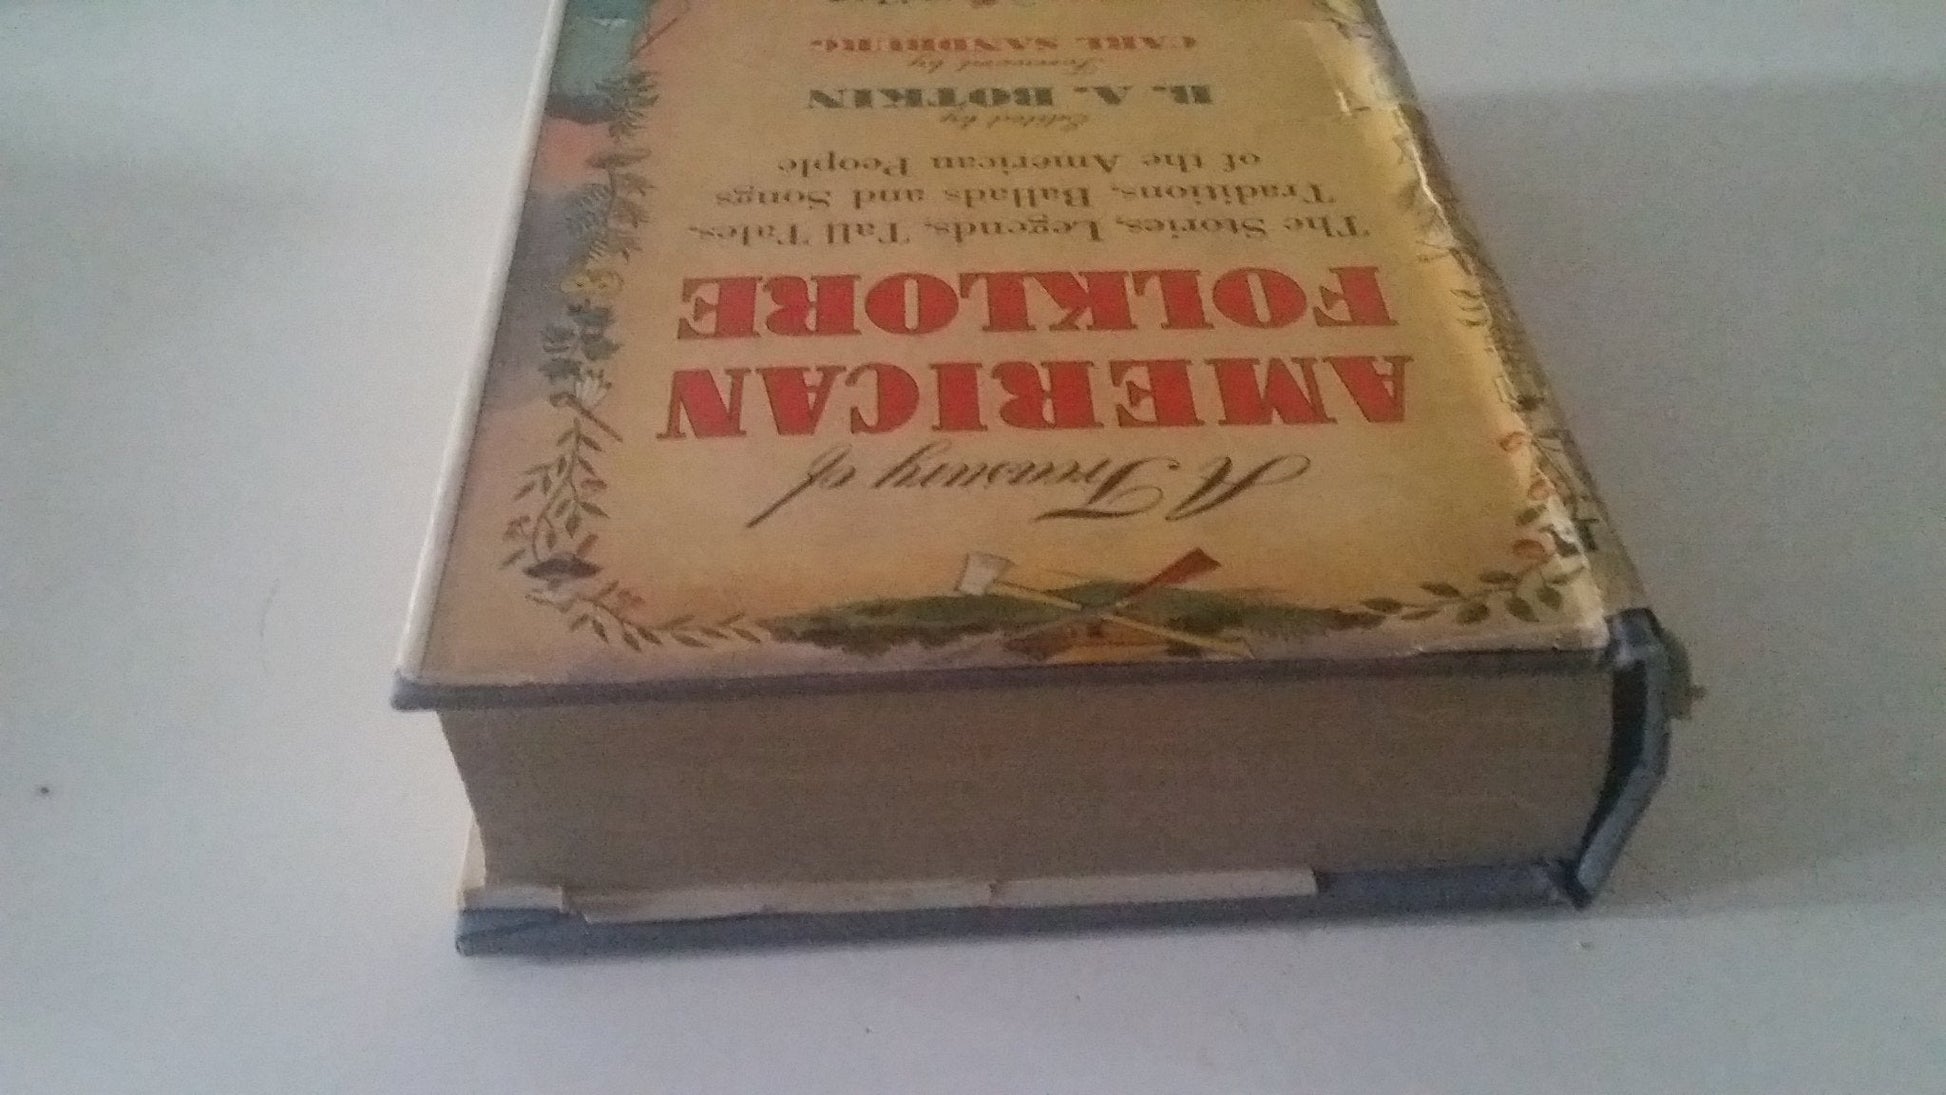 A Treasury of
AMERICAN
FOLKLORE
The Stories, Legends, Tall Tales,
Traditions, Ballads and Songs
of the American People
Edited by
B. A. BOTKIN
Foreword by
CARL SANDBURG